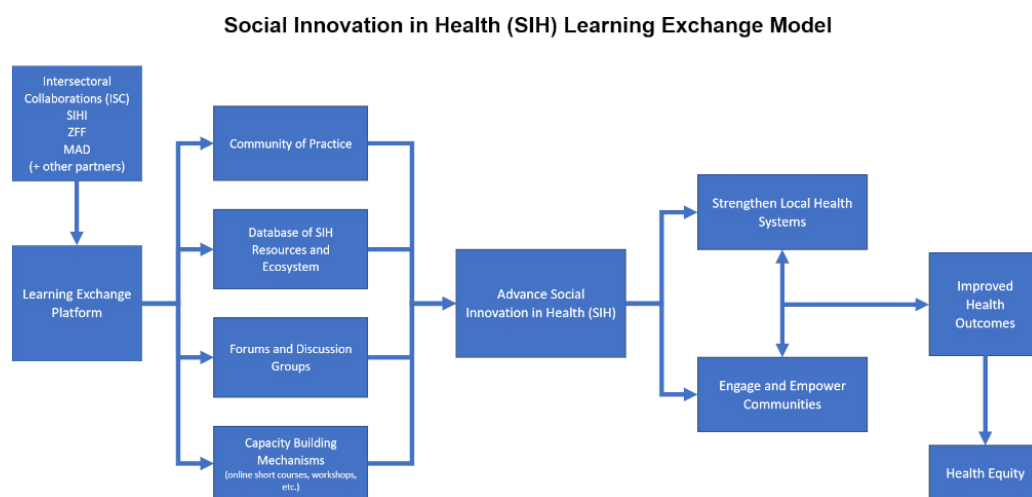 Social Innovation in Health (SIH) Learning Exchange Model
Intersectoral
Collaborations (ISC)
SIHI
ZFF
MAD
(+ other partners)
Learning Exchange
Platform
Community of Practice
Database of SIH
Resources and
Ecosystem
Forums and Discussion
Groups
Capacity Building
Mechanisms
(online short courses, workshops,
etc.)
Advance Social
Innovation in Health (SIH)
Strengthen Local Health
Systems
Engage and Empower
Communities
Improved
Health
Outcomes
Health Equity